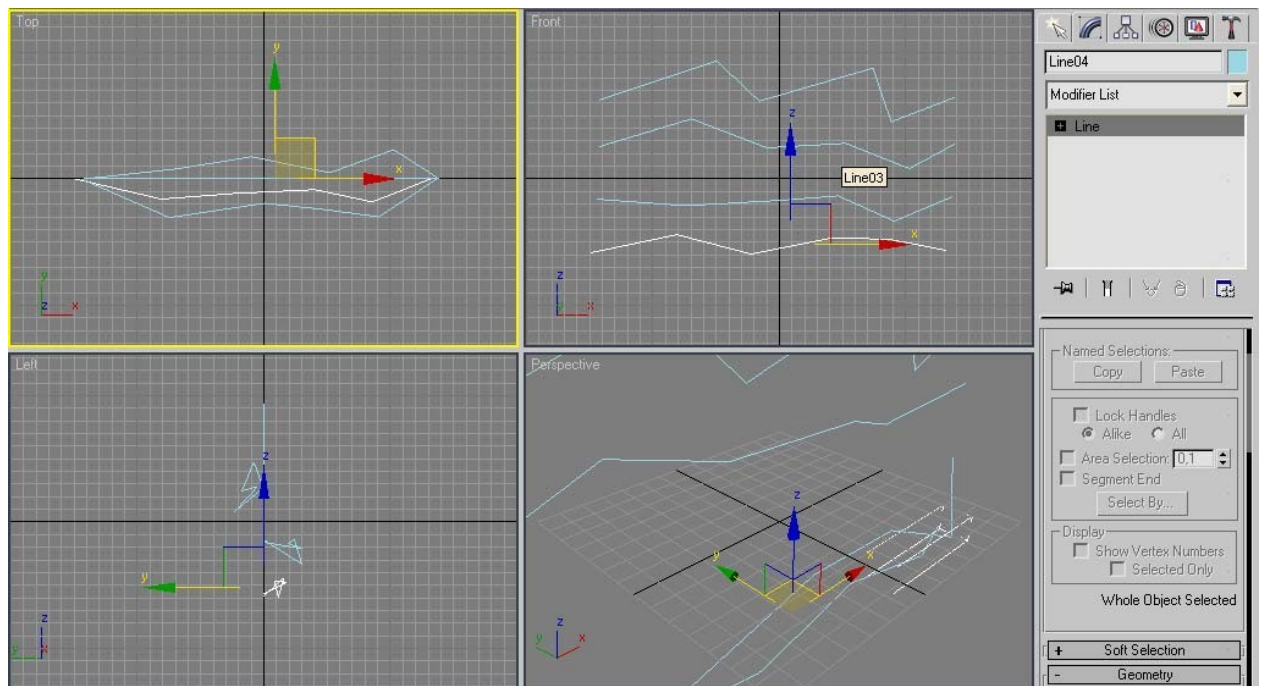 Top
y
x
y
z x
Front
z
Line03
x
z
y x
Left
z
y
z
y x
Perspective
z
y
x
z
y x
Line04
Modifier List
Line
Named Selections:
Copy Paste
Lock Handles
Alike All
Area Selection: 0,1
Segment End
Select By...
Display
Show Vertex Numbers
Selected Only
Whole Object Selected
+ Soft Selection
- Geometry